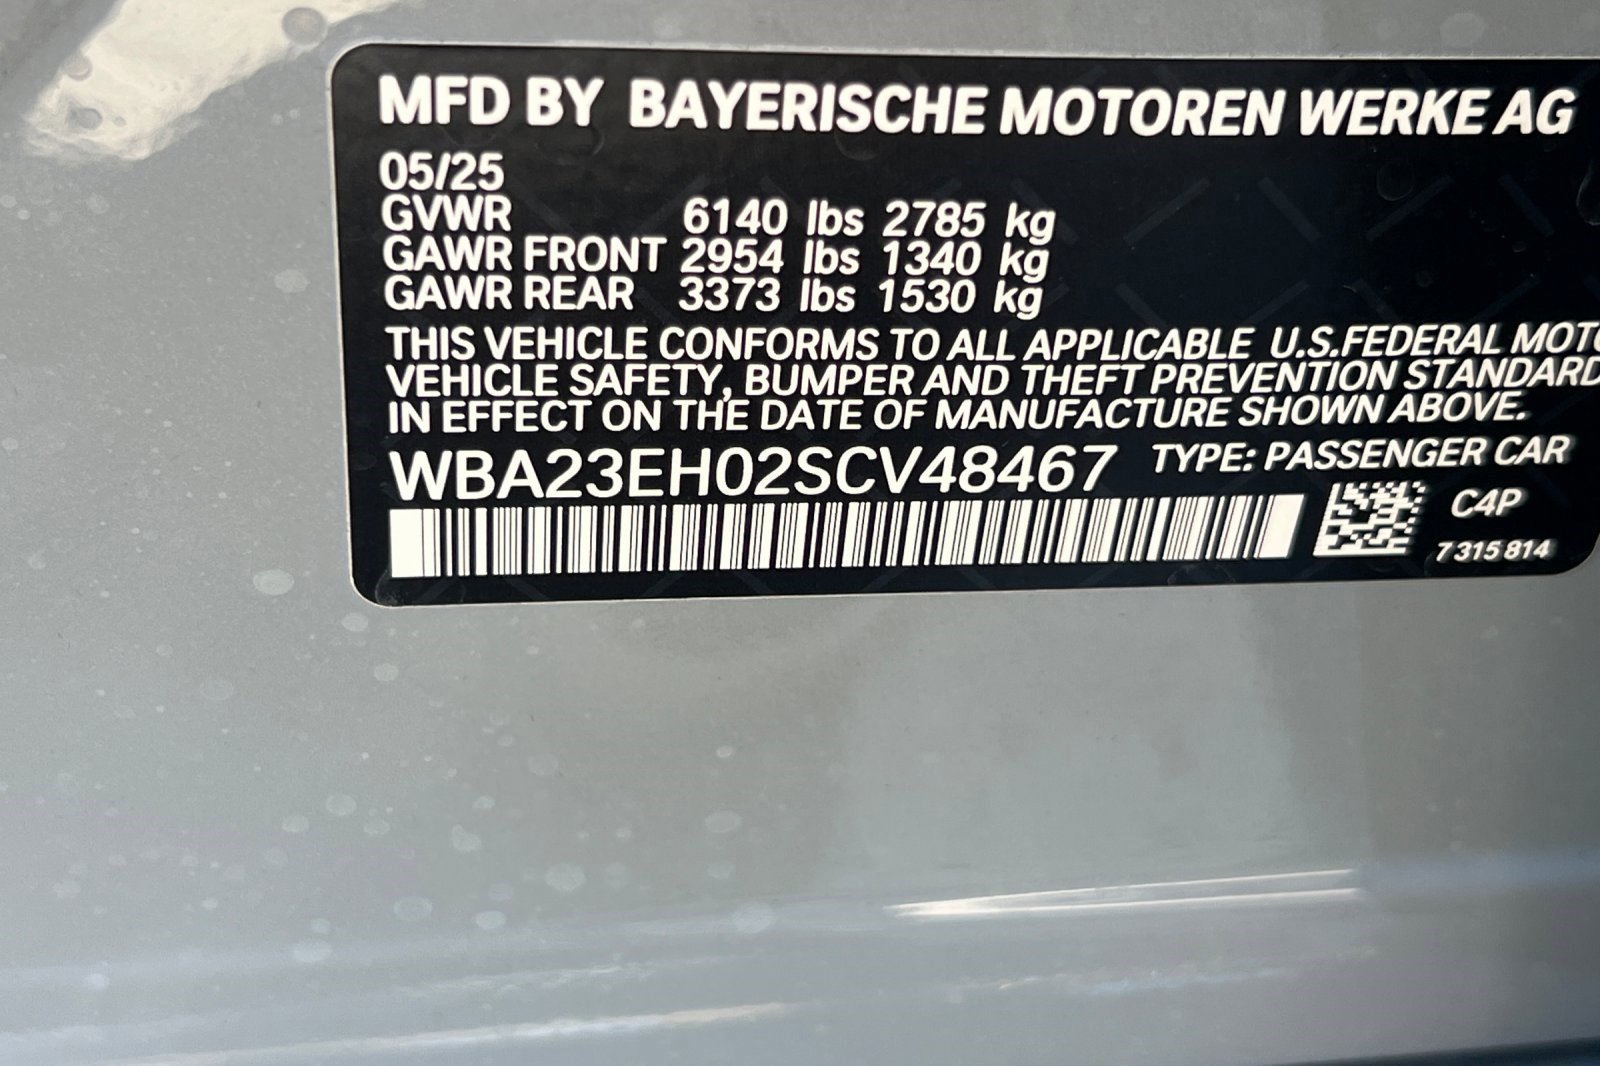 MFD BY BAYERISCHE MOTOREN WERKE AG
05/25
GVWR 6140 lbs 2785 kg
GAWR FRONT 2954 lbs 1340 kg
GAWR REAR 3373 lbs 1530 kg
THIS VEHICLE CONFORMS TO ALL APPLICABLE U.S.FEDERAL MOTO
VEHICLE SAFETY, BUMPER AND THEFT PREVENTION STANDARD
IN EFFECT ON THE DATE OF MANUFACTURE SHOWN ABOVE.
WBA23EH02SCV48467 TYPE: PASSENGER CAR
C4P
7 315 814